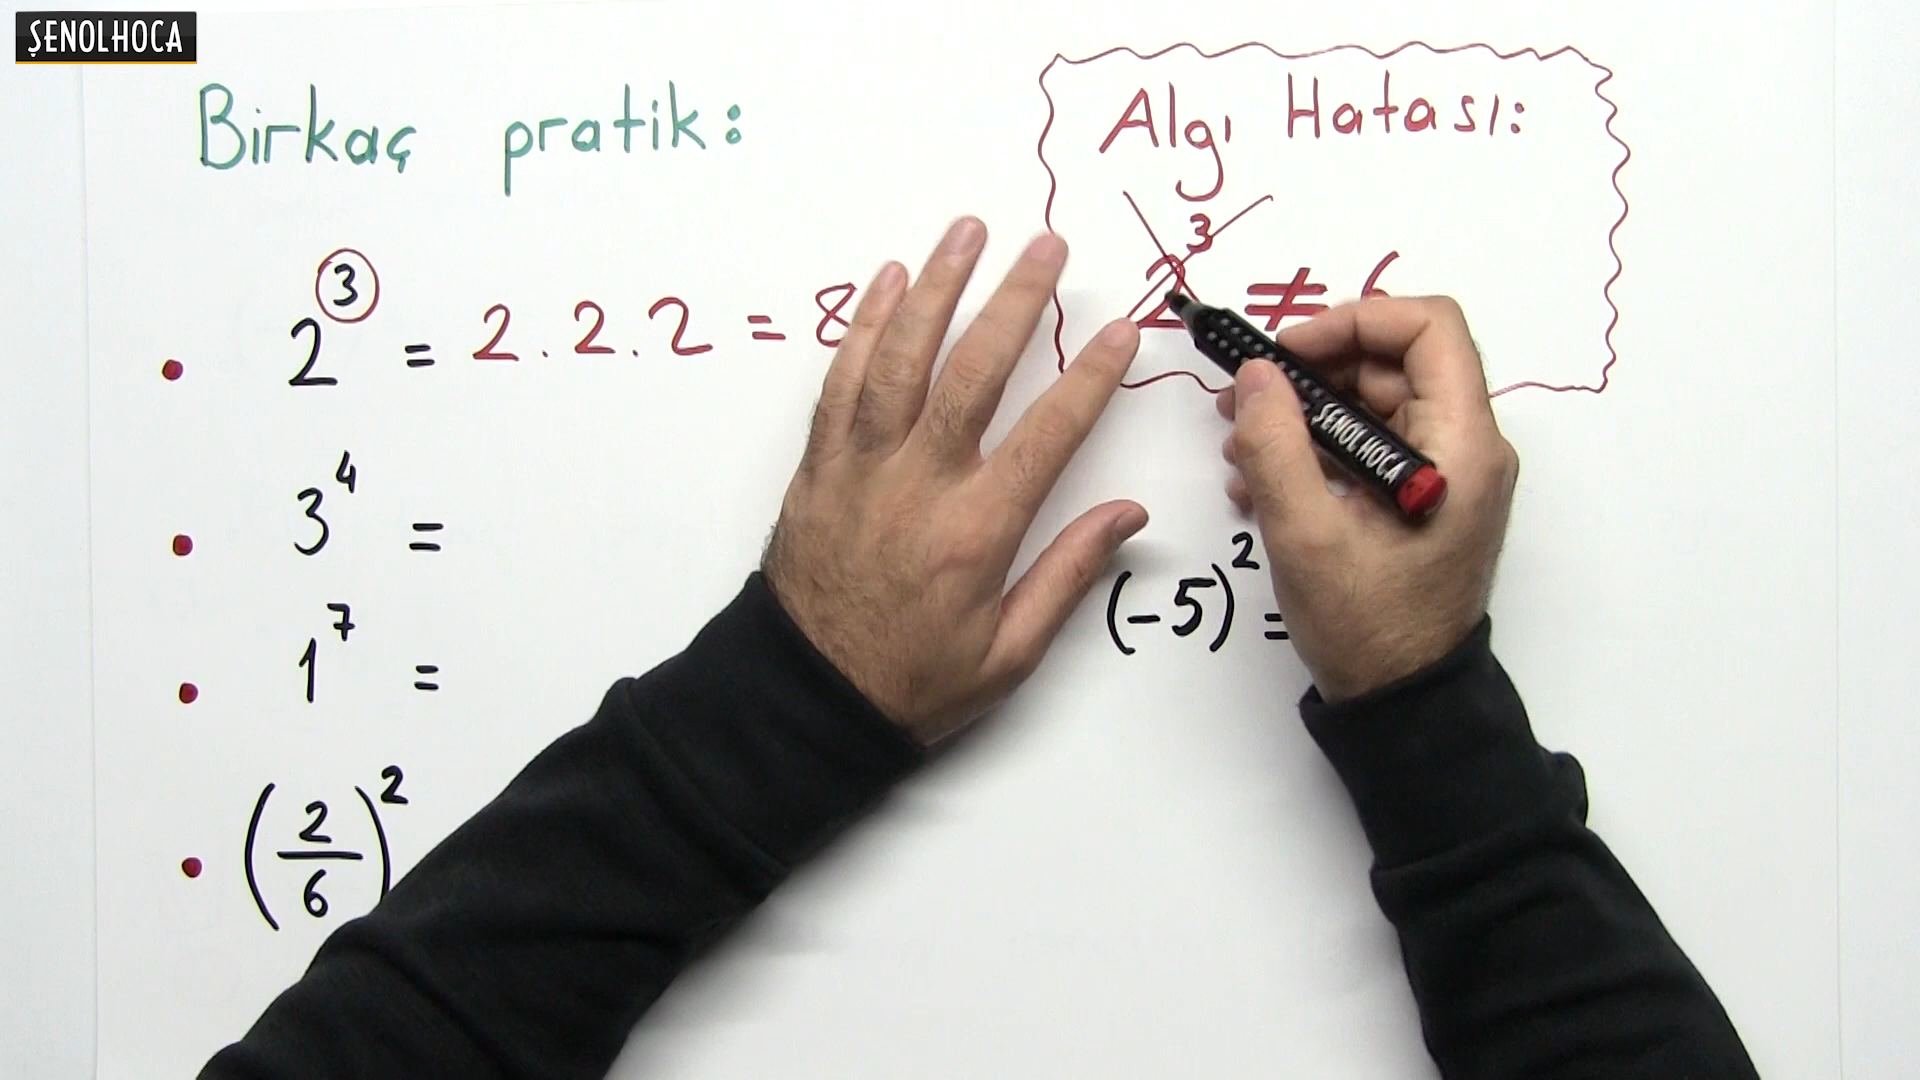 ŞENOLHOCA
Birkaç pratik:
2³ = 2.2.2 = 8
3⁴ =
1⁷ =
(2/6)²
Algı Hatası:
2³ ≠ 6
(-5)² =
ŞENOLHOCA